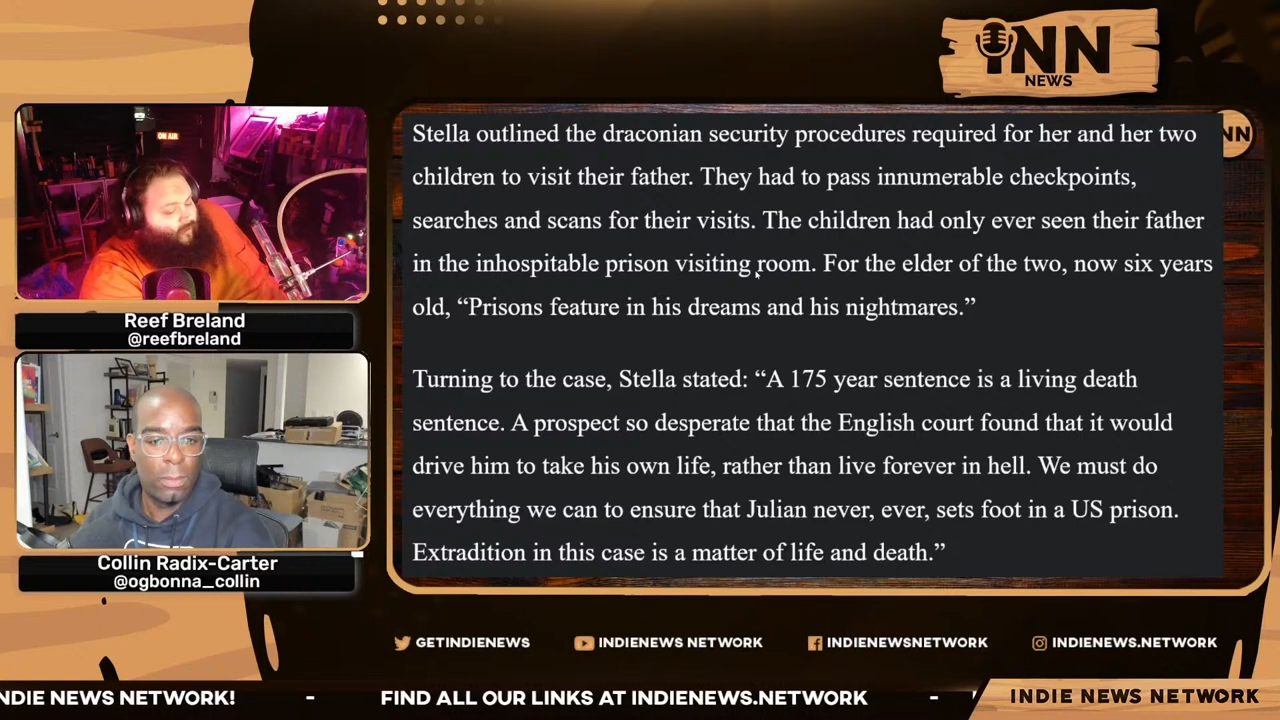 INN
NEWS
ON AIR
Reef Breland
@reefbreland
Collin Radix-Carter
@ogbonna_collin
NN
Stella outlined the draconian security procedures required for her and her two
children to visit their father. They had to pass innumerable checkpoints,
searches and scans for their visits. The children had only ever seen their father
in the inhospitable prison visiting room. For the elder of the two, now six years
old, “Prisons feature in his dreams and his nightmares.”
Turning to the case, Stella stated: “A 175 year sentence is a living death
sentence. A prospect so desperate that the English court found that it would
drive him to take his own life, rather than live forever in hell. We must do
everything we can to ensure that Julian never, ever, sets foot in a US prison.
Extradition in this case is a matter of life and death.”
GETINDIENEWS
INDIENEWS NETWORK
INDIENEWSNETWORK
INDIENEWS.NETWORK
NDIE NEWS NETWORK! - FIND ALL OUR LINKS AT INDIENEWS.NETWORK -
INDIE NEWS NETWORK